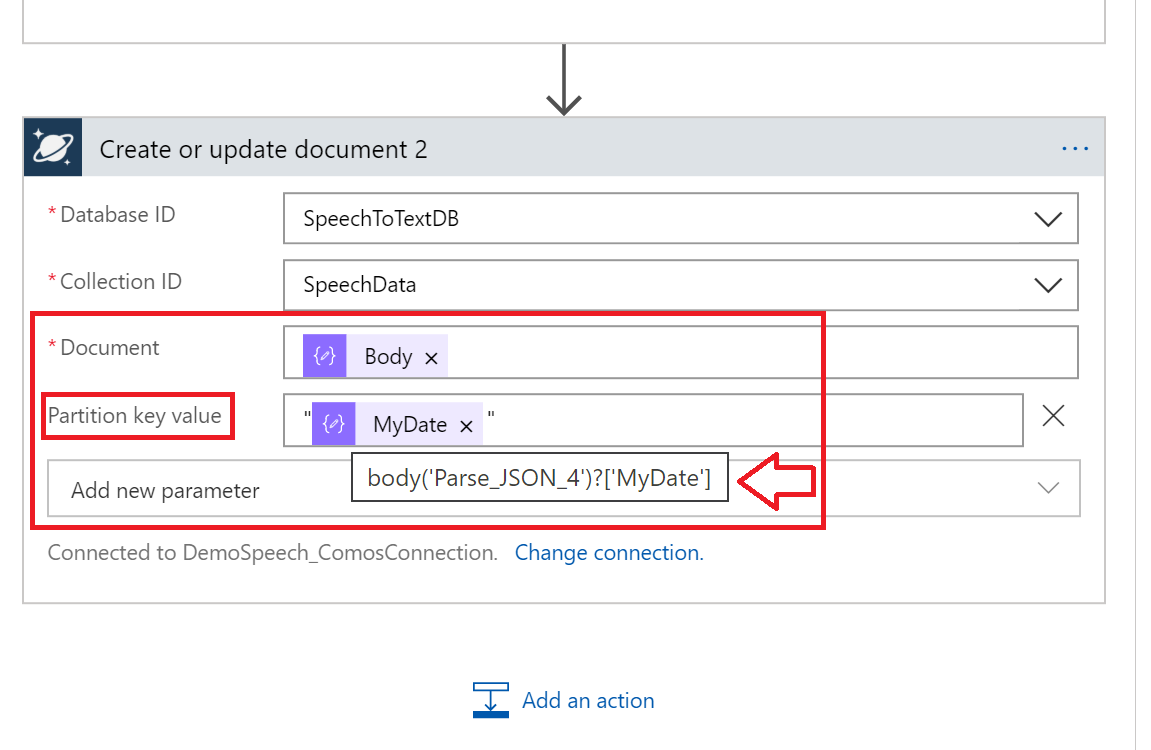 Create or update document 2
...
* Database ID
SpeechToTextDB
* Collection ID
SpeechData
* Document
Body ×
Partition key value
" MyDate × "
body('Parse_JSON_4')?['MyDate']
Add new parameter
Connected to DemoSpeech_ComosConnection. Change connection.
Add an action